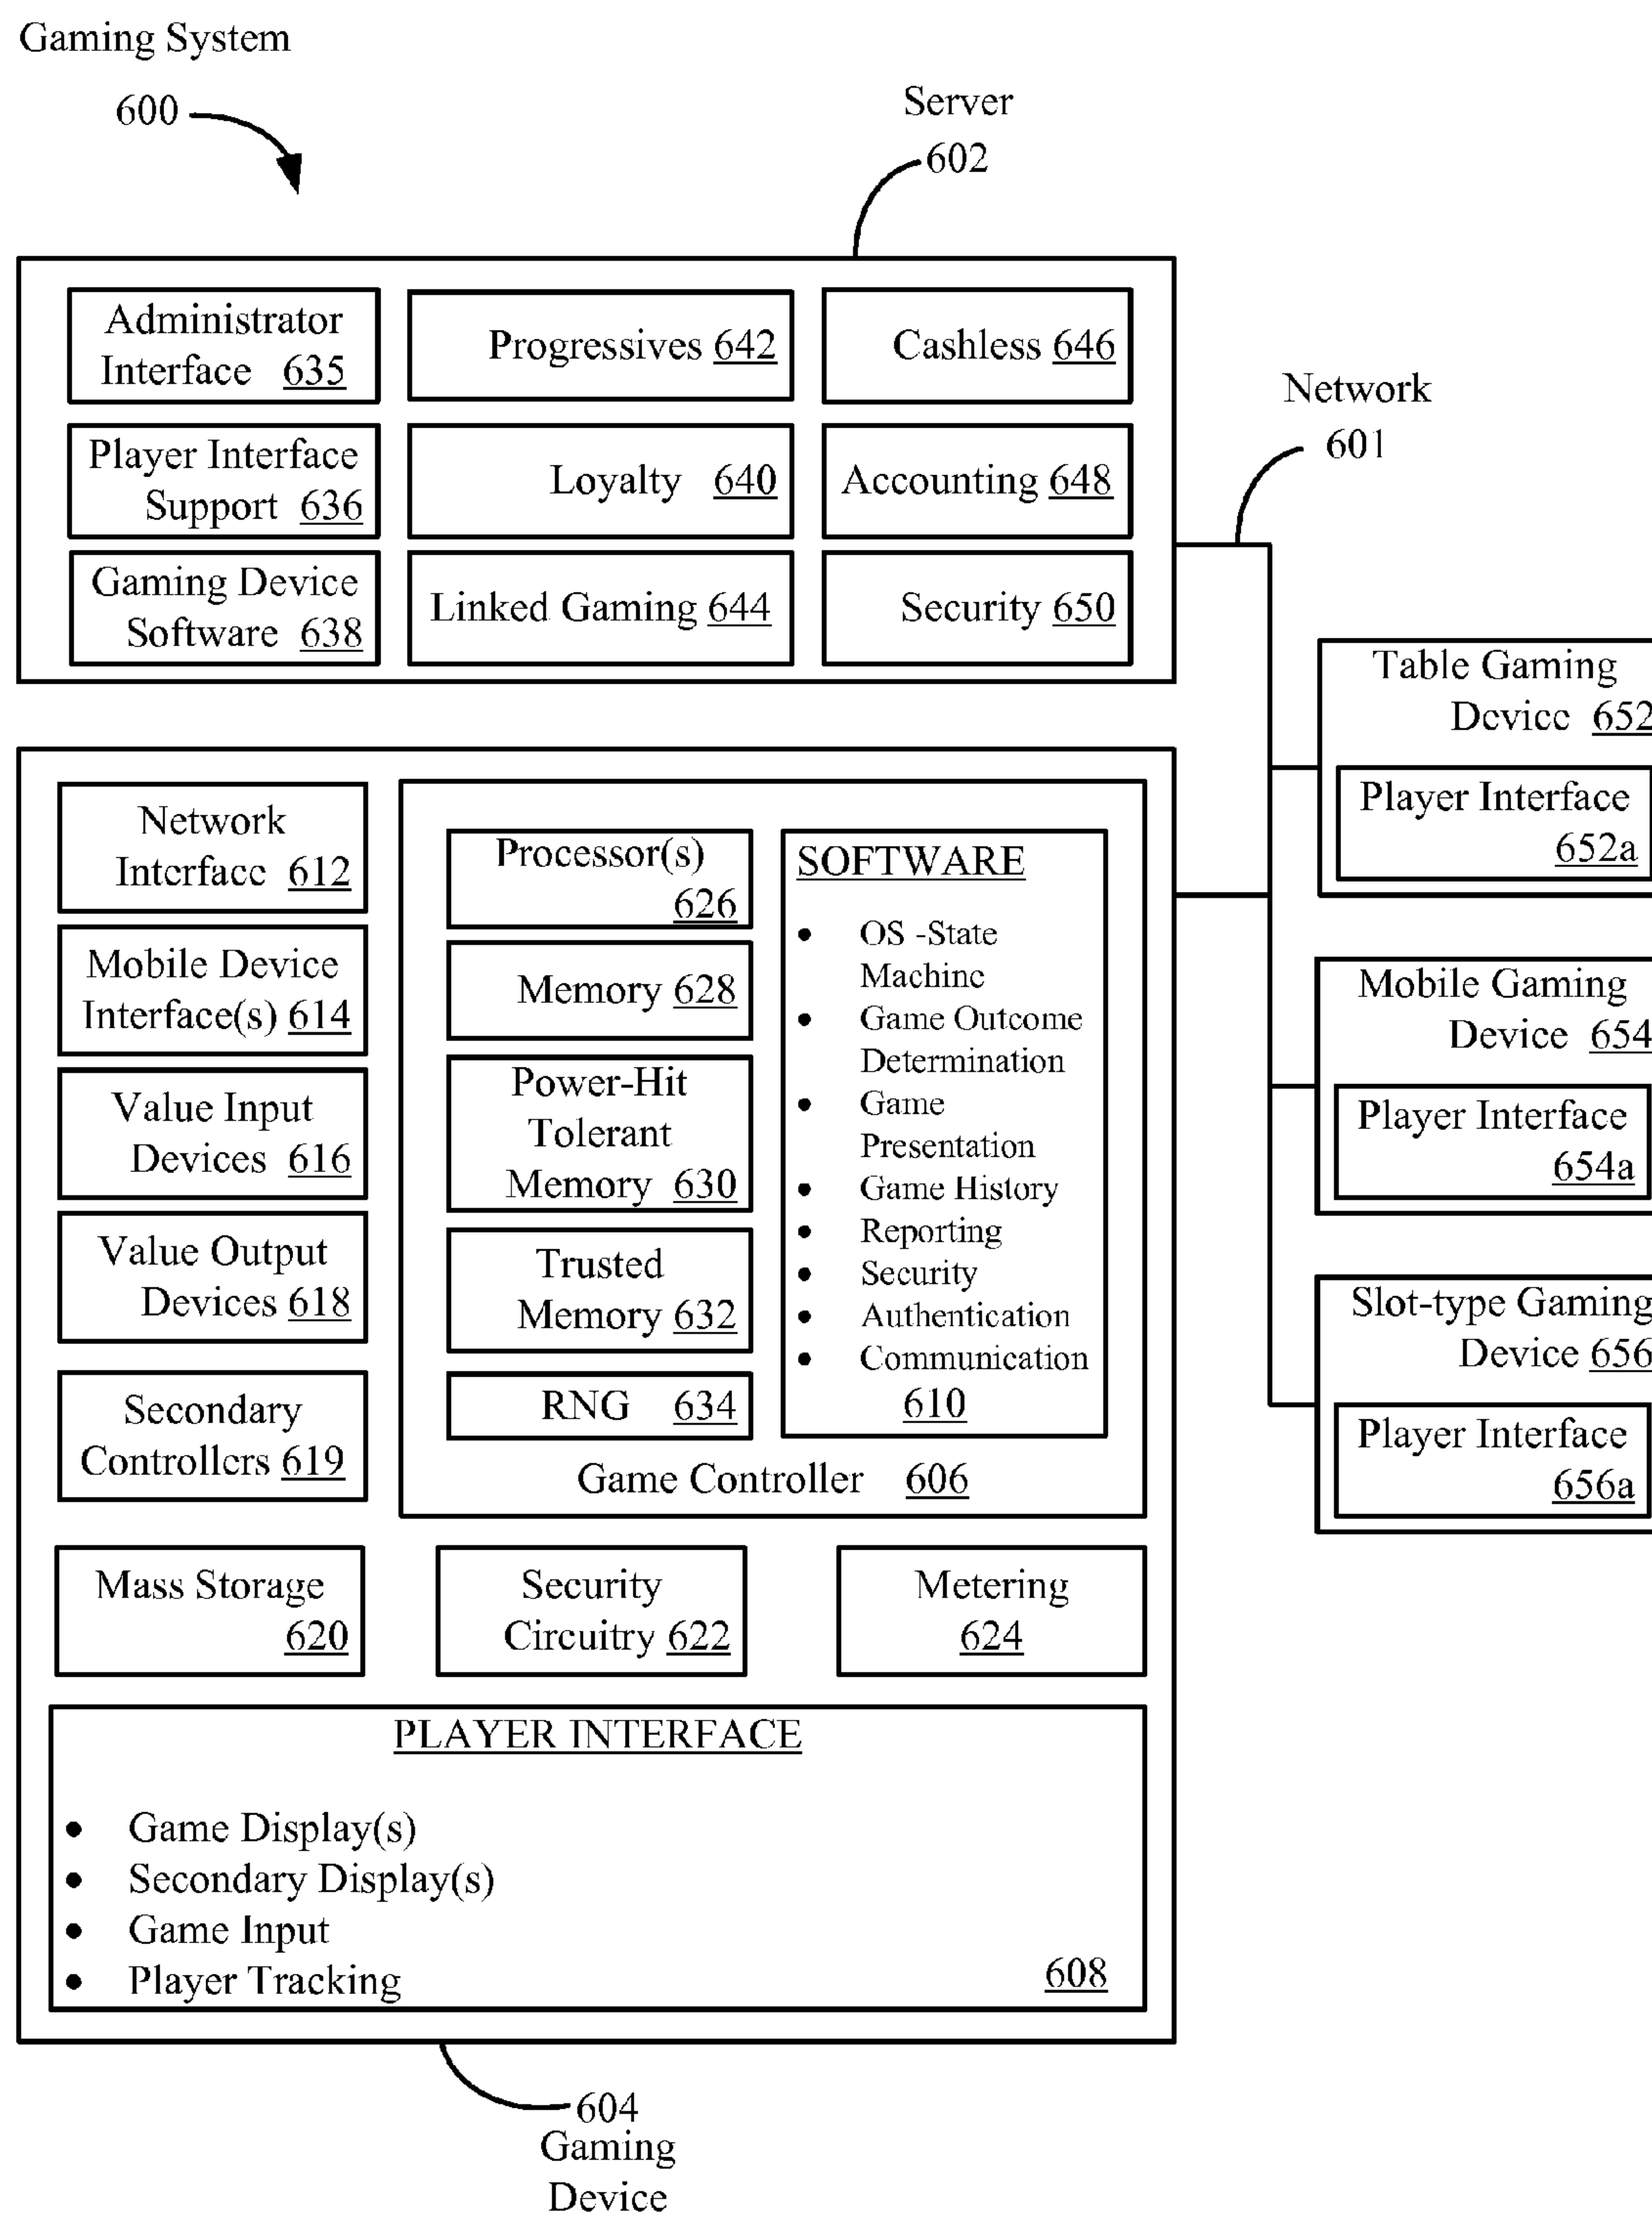 Gaming System
600
Server
602
Administrator
Interface 635
Progressives 642
Cashless 646
Network
601
Player Interface
Support 636
Loyalty 640
Accounting 648
Gaming Device
Software 638
Linked Gaming 644
Security 650
Table Gaming
Device 652
Player Interface
652a
Mobile Gaming
Device 654
Player Interface
654a
Slot-type Gaming
Device 656
Player Interface
656a
Network
Interface 612
Mobile Device
Interface(s) 614
Value Input
Devices 616
Value Output
Devices 618
Secondary
Controllers 619
Processor(s)
626
Memory 628
Power-Hit
Tolerant
Memory 630
Trusted
Memory 632
RNG 634
SOFTWARE
• OS -State
Machine
• Game Outcome
Determination
• Game
Presentation
• Game History
• Reporting
• Security
• Authentication
• Communication
610
Game Controller 606
Mass Storage
620
Security
Circuitry 622
Metering
624
PLAYER INTERFACE
• Game Display(s)
• Secondary Display(s)
• Game Input
• Player Tracking
608
604
Gaming
Device